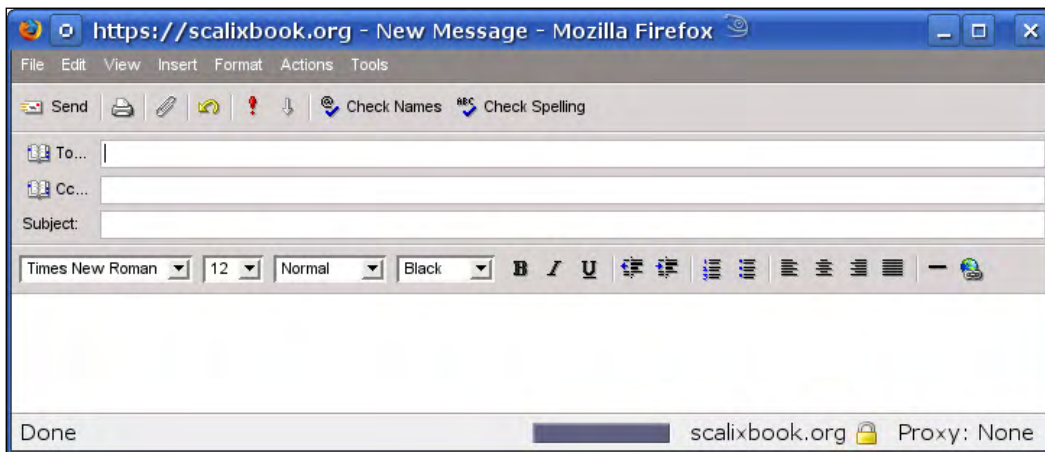 https://scalixbook.org - New Message - Mozilla Firefox
File Edit View Insert Format Actions Tools
Send Check Names ABC Check Spelling
To...
Cc...
Subject:
Times New Roman 12 Normal Black B I U
Done scalixbook.org Proxy: None